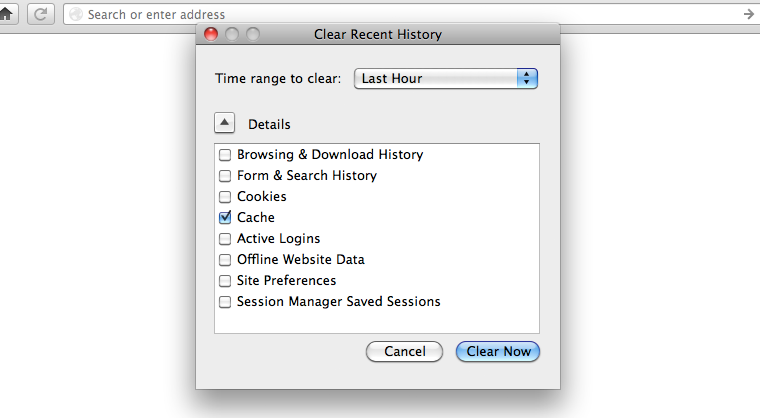 Search or enter address
Clear Recent History
Time range to clear: Last Hour
Details
Browsing & Download History
Form & Search History
Cookies
Cache
Active Logins
Offline Website Data
Site Preferences
Session Manager Saved Sessions
Cancel Clear Now